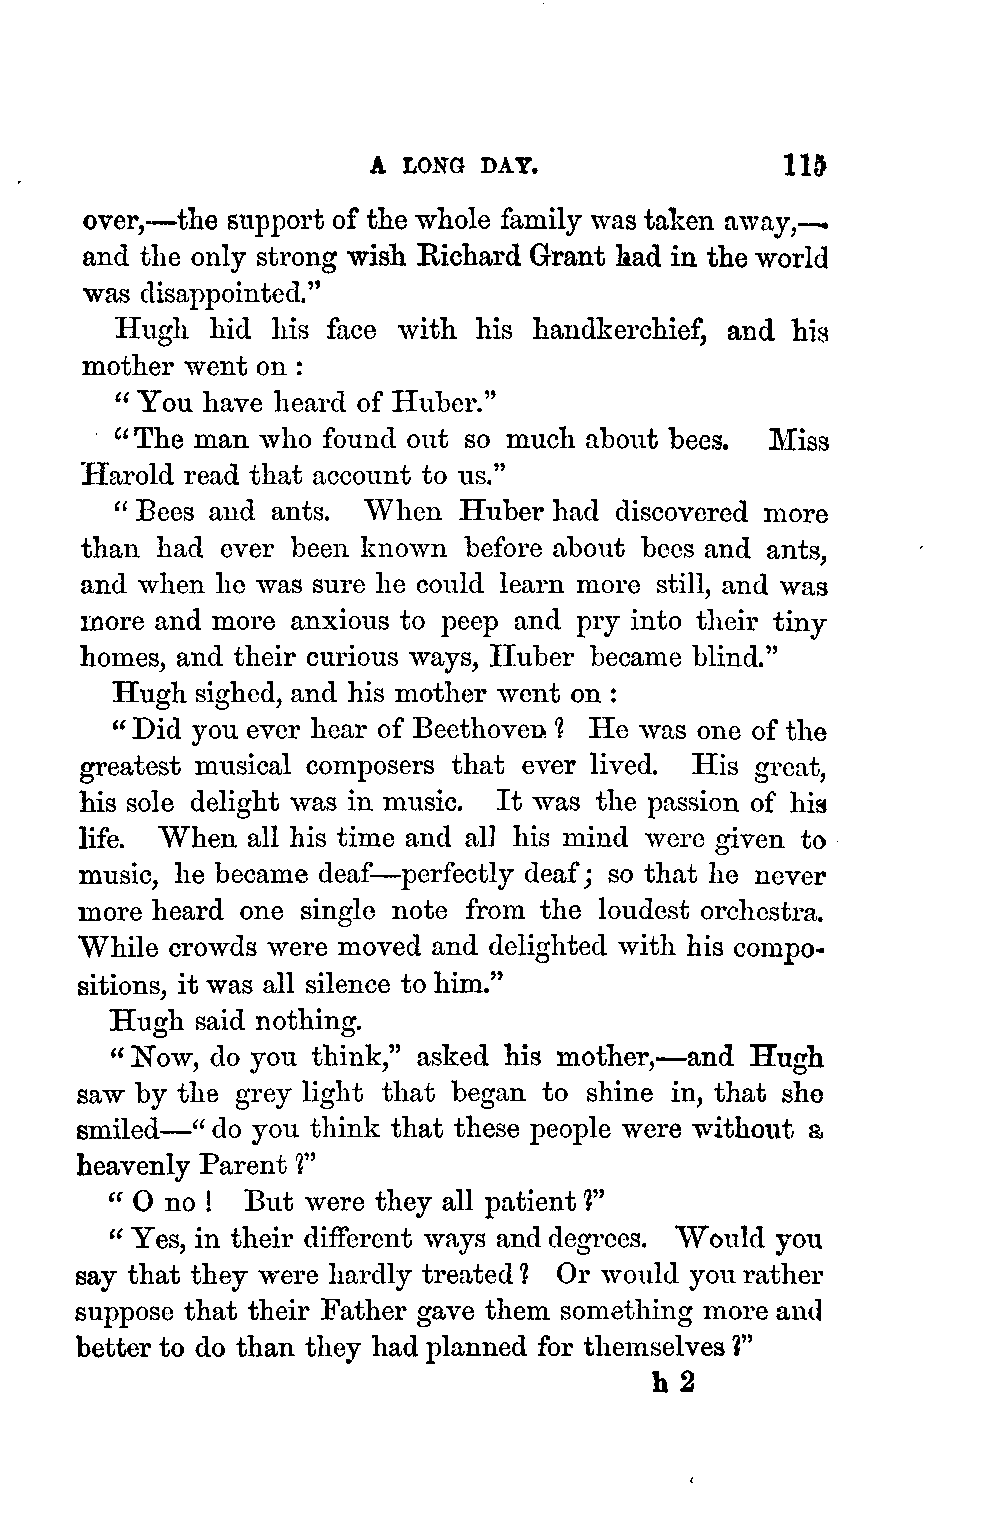 A LONG DAY. 115
over,—the support of the whole family was taken away,—
and the only strong wish Richard Grant had in the world
was disappointed."
Hugh hid his face with his handkerchief, and his
mother went on :
"You have heard of Huber."
"The man who found out so much about bees. Miss
Harold read that account to us."
"Bees and ants. When Huber had discovered more
than had ever been known before about bees and ants,
and when he was sure he could learn more still, and was
more and more anxious to peep and pry into their tiny
homes, and their curious ways, Huber became blind."
Hugh sighed, and his mother went on :
"Did you ever hear of Beethoven ? He was one of the
greatest musical composers that ever lived. His great,
his sole delight was in music. It was the passion of his
life. When all his time and all his mind were given to
music, he became deaf—perfectly deaf; so that he never
more heard one single note from the loudest orchestra.
While crowds were moved and delighted with his compo-
sitions, it was all silence to him."
Hugh said nothing.
"Now, do you think," asked his mother,—and Hugh
saw by the grey light that began to shine in, that she
smiled—"do you think that these people were without a
heavenly Parent ?"
"O no ! But were they all patient ?"
"Yes, in their different ways and degrees. Would you
say that they were hardly treated ? Or would you rather
suppose that their Father gave them something more and
better to do than they had planned for themselves ?"
h 2